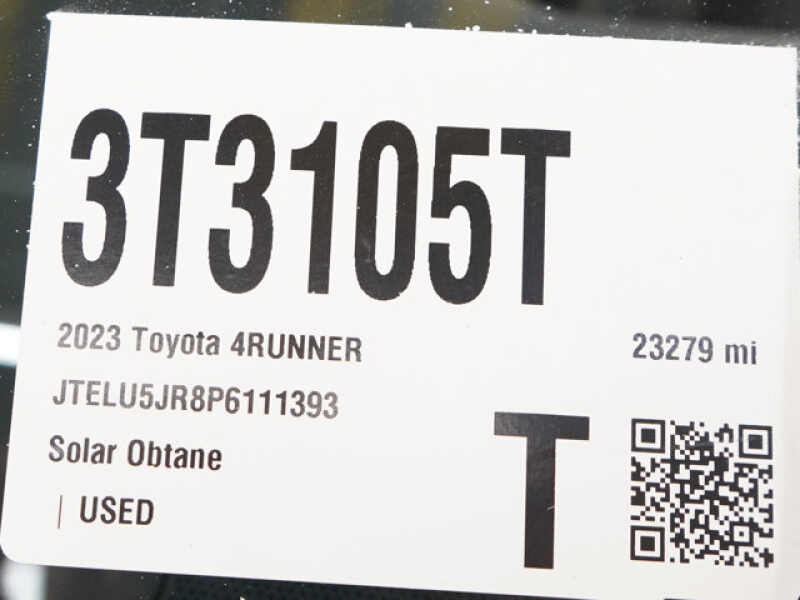 3T3105T
2023 Toyota 4RUNNER 23279 mi
JTELU5JR8P6111393
Solar Obtane
| USED
T